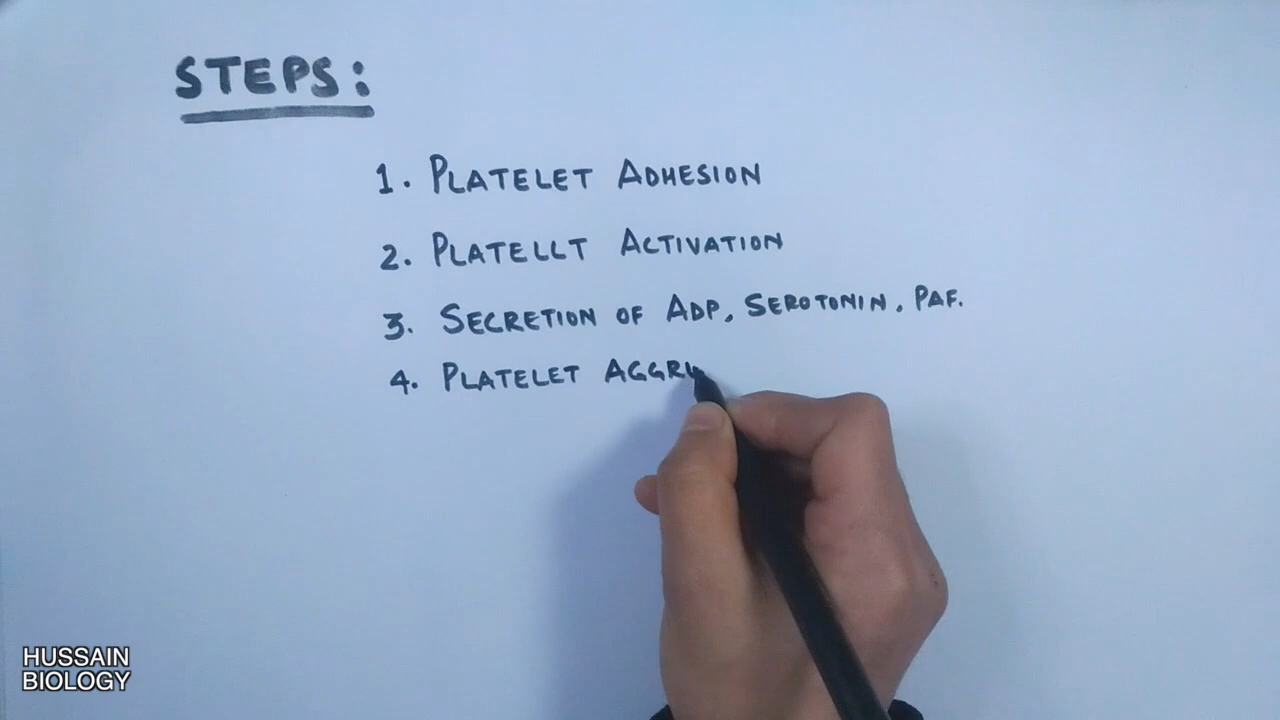 STEPS:
1. PLATELET ADHESION
2. PLATELLT ACTIVATION
3. SECRETION OF ADP, SEROTONIN, PAF.
4. PLATELET
HUSSAIN
BIOLOGY